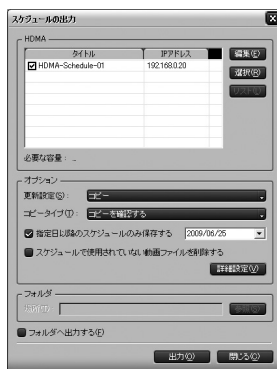 スケジュールの出力
HDMA
タイトル IPアドレス
HDMA-Schedule-01 192.168.0.20
編集(E)
選択(R)
リスト(L)
必要な容量: -
オプション
更新設定(S): コピー
コピータイプ(T): コピーを確認する
指定日以降のスケジュールのみ保存する 2009/06/25
スケジュールで使用されていない動画ファイルを削除する
詳細設定(V)
フォルダ
フォルダへ出力する(F)
出力(O) 閉じる(C)